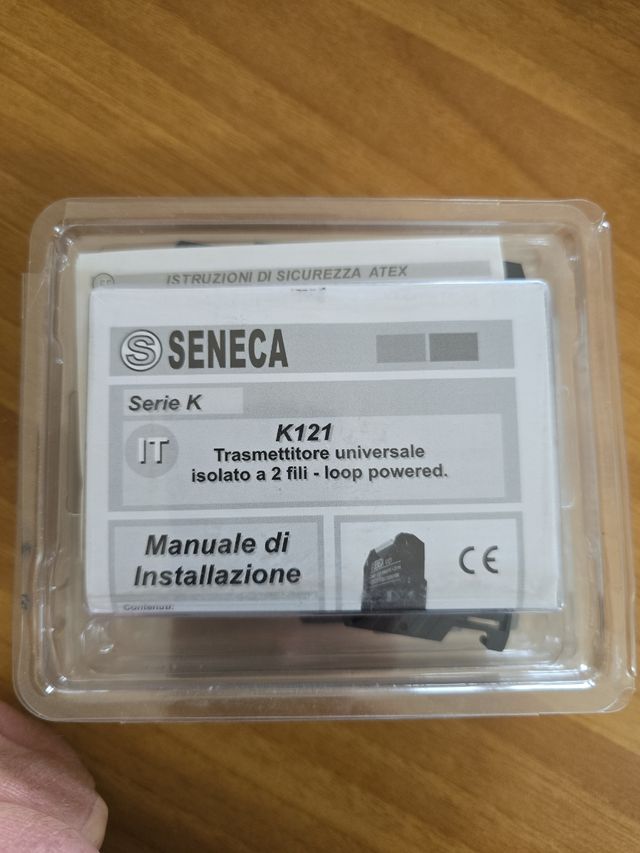 ISTRUZIONI DI SICUREZZA ATEX
S SENECA
Serie K
IT
K121
Trasmettitore universale
isolato a 2 fili - loop powered.
Manuale di
Installazione
CE
Contenuti: